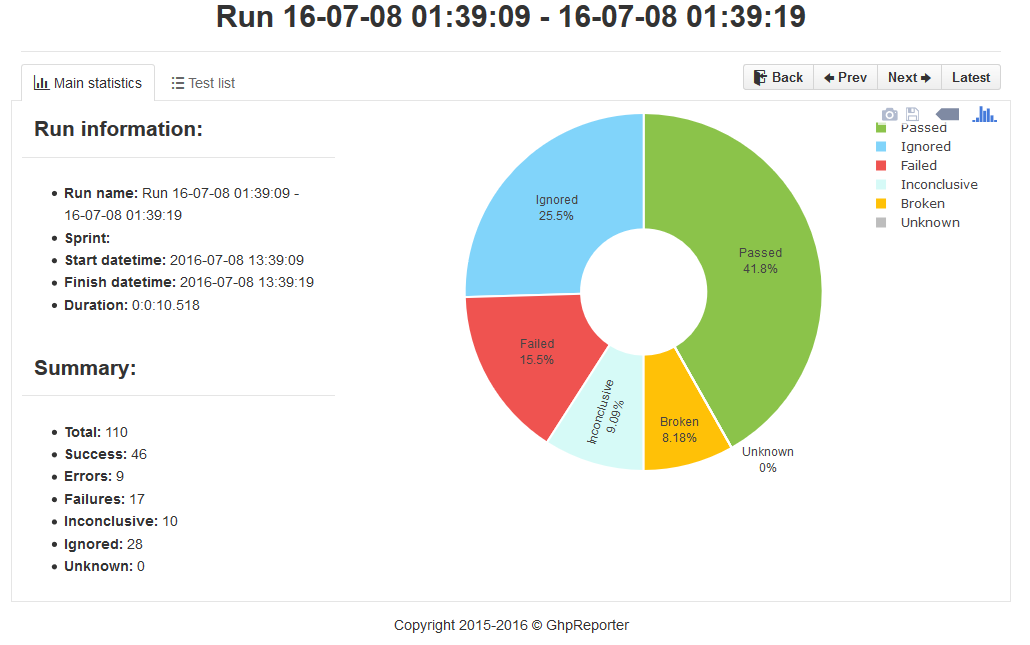 Run 16-07-08 01:39:09 - 16-07-08 01:39:19
Main statistics
Test list
Back
Prev
Next
Latest
Run information:
Run name: Run 16-07-08 01:39:09 -
16-07-08 01:39:19
Sprint:
Start datetime: 2016-07-08 13:39:09
Finish datetime: 2016-07-08 13:39:19
Duration: 0:0:10.518
Summary:
Total: 110
Success: 46
Errors: 9
Failures: 17
Inconclusive: 10
Ignored: 28
Unknown: 0
Ignored
25.5%
Passed
41.8%
Failed
15.5%
Inconclusive
9.09%
Broken
8.18%
Unknown
0%
Passed
Ignored
Failed
Inconclusive
Broken
Unknown
Copyright 2015-2016 © GhpReporter